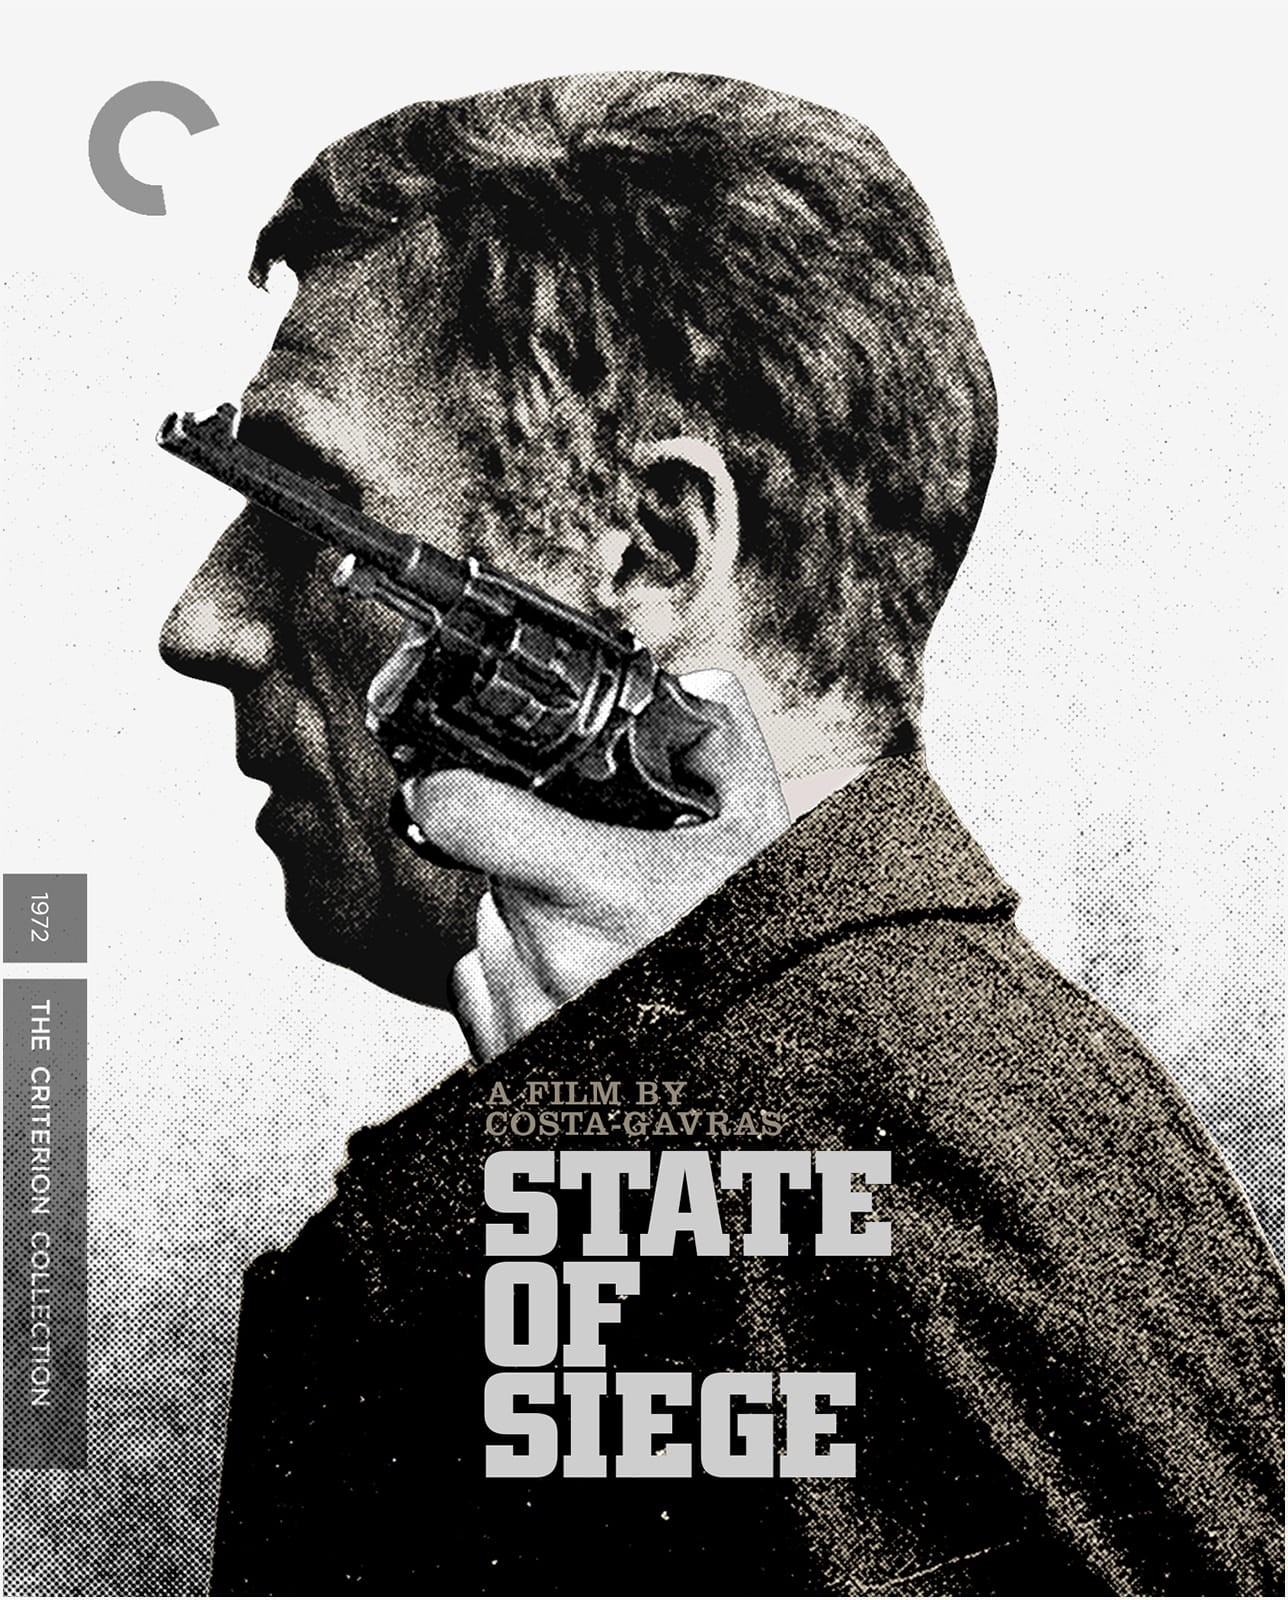 1972
THE CRITERION COLLECTION
A FILM BY
COSTA-GAVRAS
STATE
OF
SIEGE